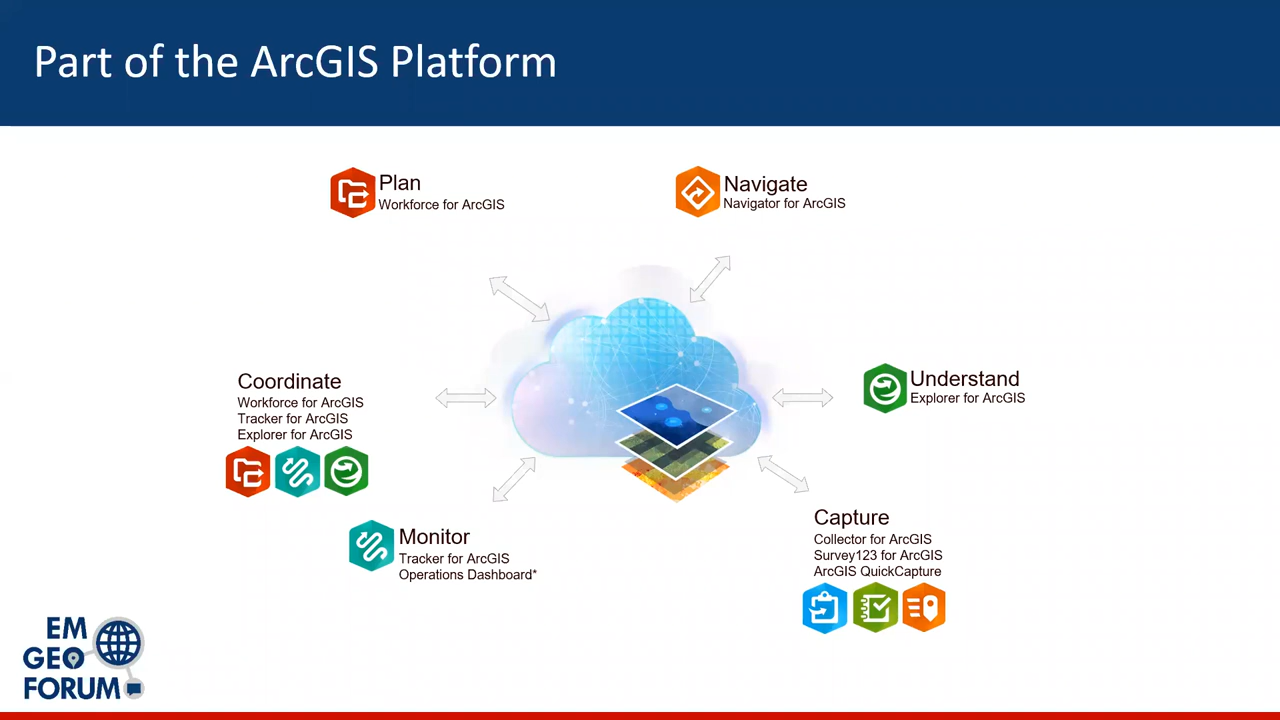 Part of the ArcGIS Platform
Plan
Workforce for ArcGIS
Navigate
Navigator for ArcGIS
Coordinate
Workforce for ArcGIS
Tracker for ArcGIS
Explorer for ArcGIS
Understand
Explorer for ArcGIS
Monitor
Tracker for ArcGIS
Operations Dashboard*
Capture
Collector for ArcGIS
Survey123 for ArcGIS
ArcGIS QuickCapture
EM
GEO
FORUM